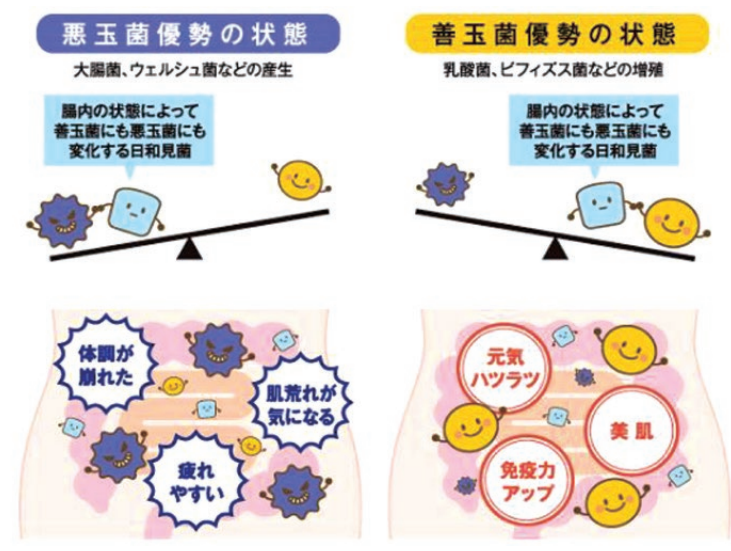 悪玉菌優勢の状態
大腸菌、ウェルシュ菌などの産生
腸内の状態によって
善玉菌にも悪玉菌にも
変化する日和見菌
体調が
崩れた
肌荒れが
気になる
疲れ
やすい
善玉菌優勢の状態
乳酸菌、ビフィズス菌などの増殖
腸内の状態によって
善玉菌にも悪玉菌にも
変化する日和見菌
元気
ハツラツ
美肌
免疫力
アップ